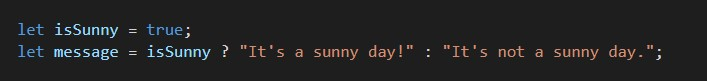 let isSunny = true;
let message = isSunny ? "It's a sunny day!" : "It's not a sunny day.";